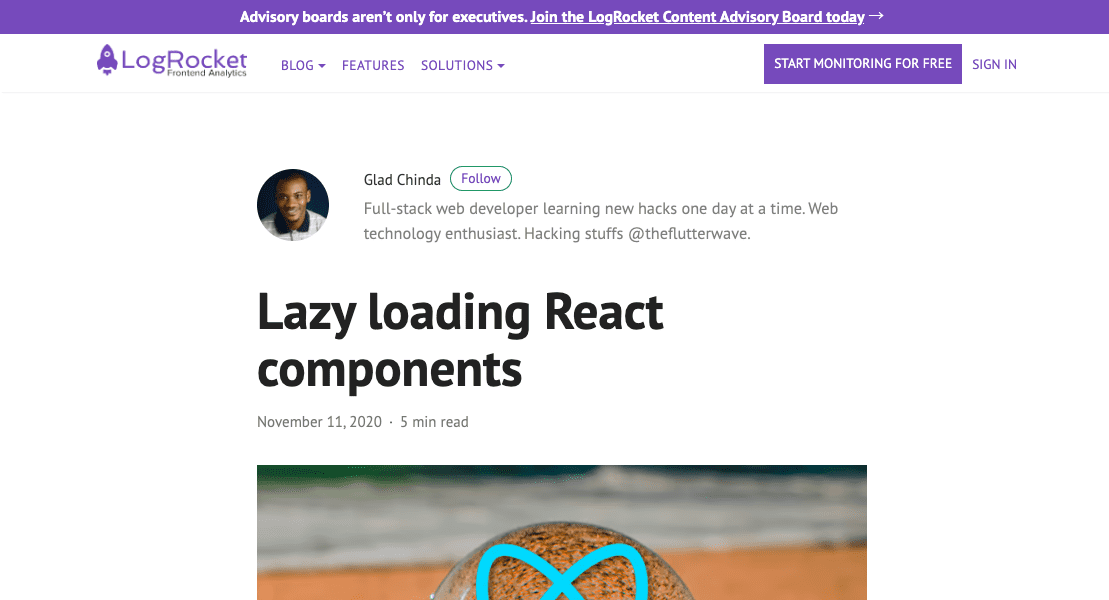 Advisory boards aren’t only for executives. Join the LogRocket Content Advisory Board today →
LogRocket
Frontend Analytics
BLOG FEATURES SOLUTIONS
START MONITORING FOR FREE SIGN IN
Glad Chinda Follow
Full-stack web developer learning new hacks one day at a time. Web
technology enthusiast. Hacking stuffs @theflutterwave.
Lazy loading React
components
November 11, 2020 · 5 min read